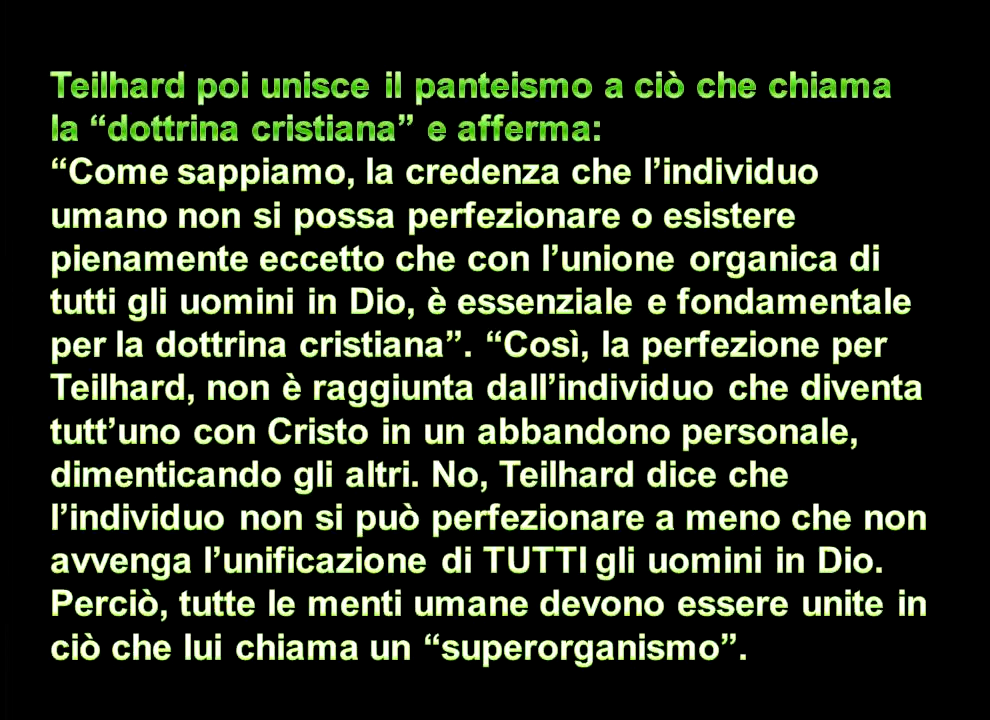 Teilhard poi unisce il panteismo a ciò che chiama
la “dottrina cristiana” e afferma:
“Come sappiamo, la credenza che l’individuo
umano non si possa perfezionare o esistere
pienamente eccetto che con l’unione organica di
tutti gli uomini in Dio, è essenziale e fondamentale
per la dottrina cristiana”. “Così, la perfezione per
Teilhard, non è raggiunta dall’individuo che diventa
tutt’uno con Cristo in un abbandono personale,
dimenticando gli altri. No, Teilhard dice che
l’individuo non si può perfezionare a meno che non
avvenga l’unificazione di TUTTI gli uomini in Dio.
Perciò, tutte le menti umane devono essere unite in
ciò che lui chiama un “superorganismo”.